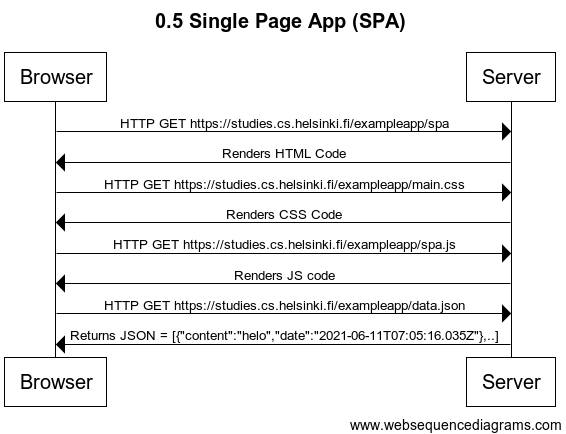 0.5 Single Page App (SPA)
Browser Server
HTTP GET https://studies.cs.helsinki.fi/exampleapp/spa
Renders HTML Code
HTTP GET https://studies.cs.helsinki.fi/exampleapp/main.css
Renders CSS Code
HTTP GET https://studies.cs.helsinki.fi/exampleapp/spa.js
Renders JS code
HTTP GET https://studies.cs.helsinki.fi/exampleapp/data.json
Returns JSON = [{"content":"helo","date":"2021-06-11T07:05:16.035Z"},..]
Browser Server
www.websequencediagrams.com